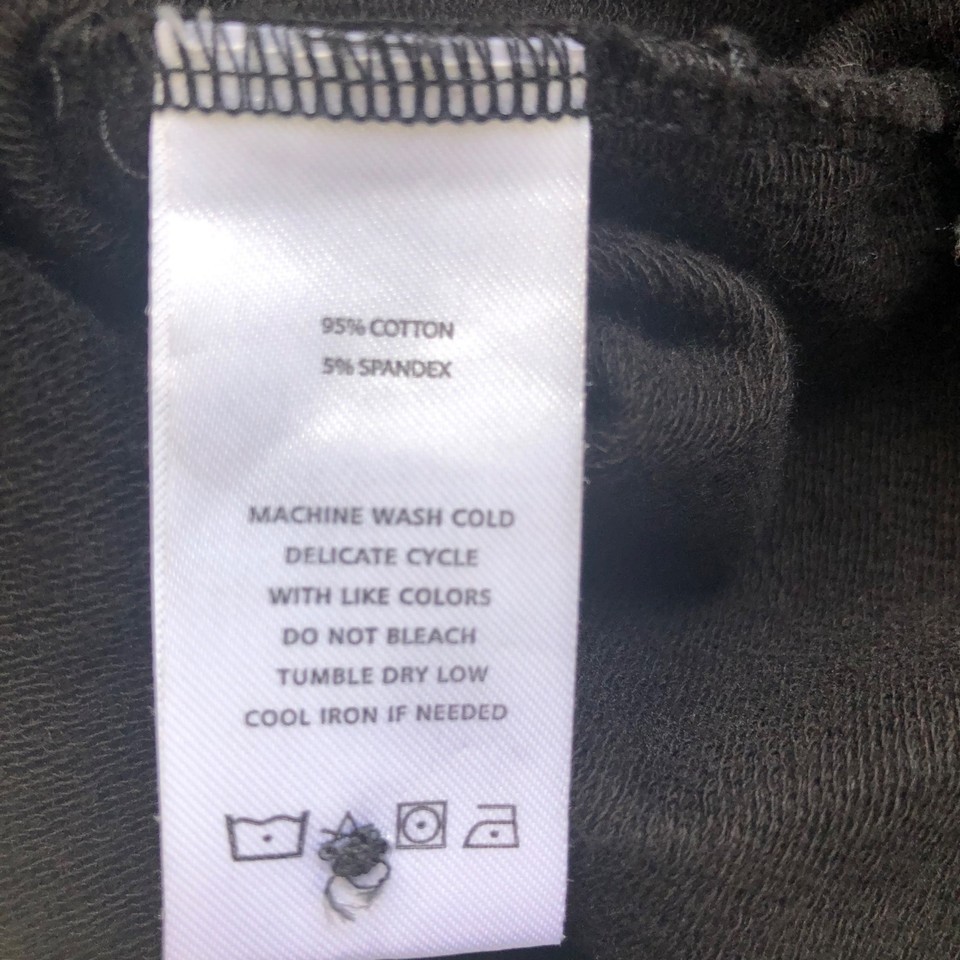 95% COTTON
5% SPANDEX
MACHINE WASH COLD
DELICATE CYCLE
WITH LIKE COLORS
DO NOT BLEACH
TUMBLE DRY LOW
COOL IRON IF NEEDED